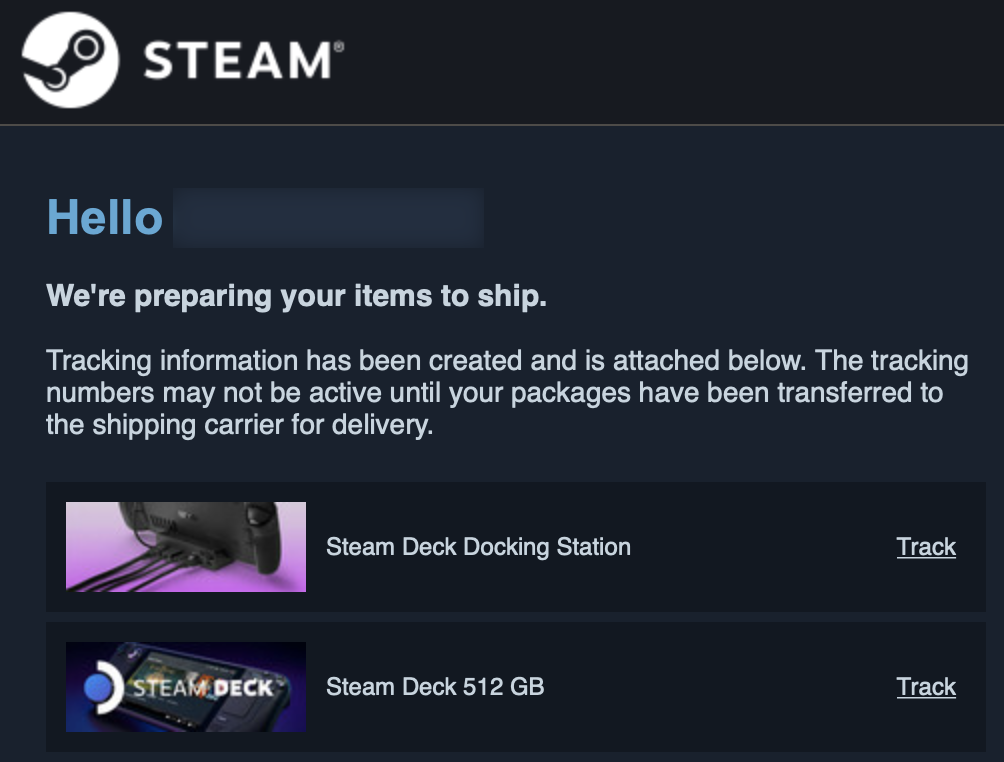 STEAM®
Hello
We're preparing your items to ship.
Tracking information has been created and is attached below. The tracking
numbers may not be active until your packages have been transferred to
the shipping carrier for delivery.
Steam Deck Docking Station
Track
STEAM DECK
Steam Deck 512 GB
Track